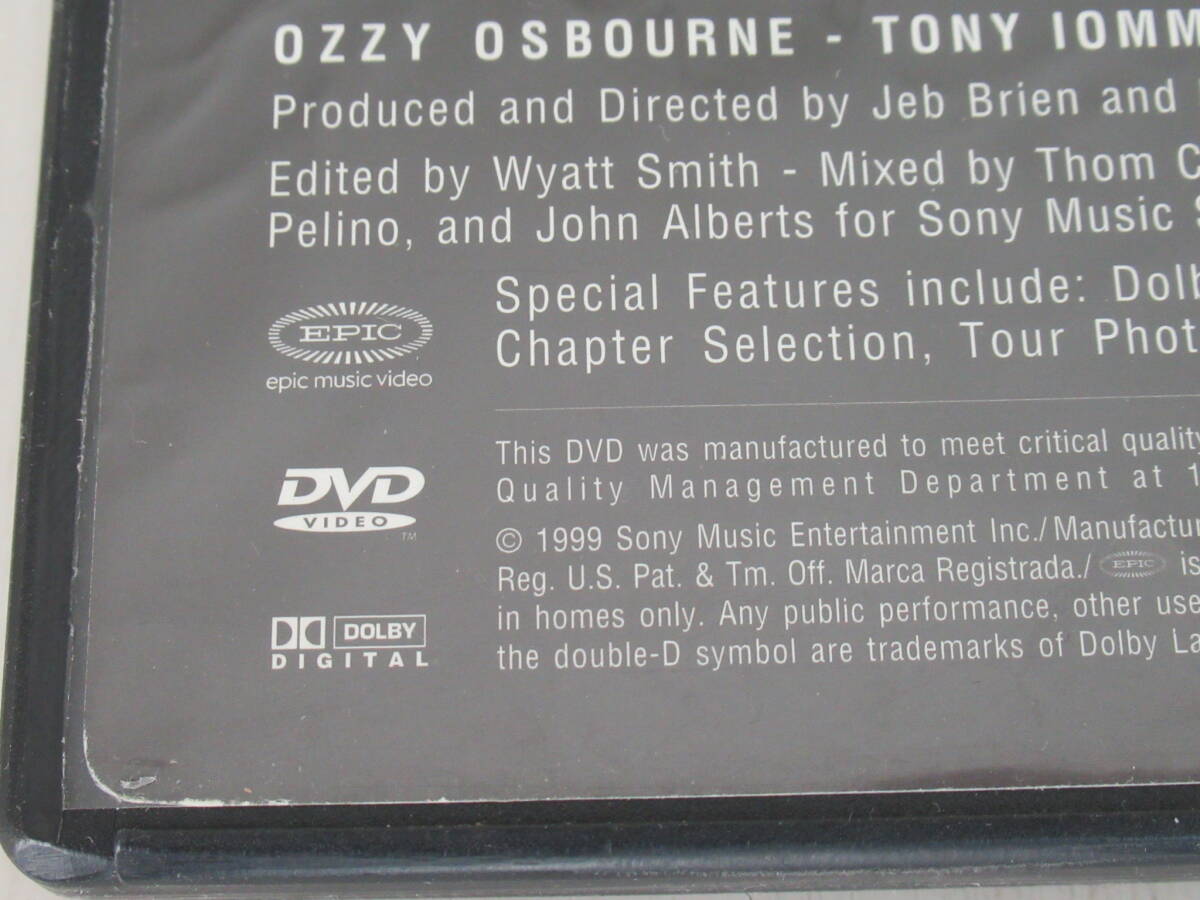 OZZY OSBOURNE - TONY IOMM
Produced and Directed by Jeb Brien and
Edited by Wyatt Smith - Mixed by Thom C
Pelino, and John Alberts for Sony Music S
Special Features include: Dolb
Chapter Selection, Tour Phot
EPIC
epic music video
This DVD was manufactured to meet critical quality
Quality Management Department at 1
DVD
VIDEO
TM
© 1999 Sony Music Entertainment Inc./Manufactur
Reg. U.S. Pat. & Tm. Off. Marca Registrada./ EPIC is
in homes only. Any public performance, other use
the double-D symbol are trademarks of Dolby La
DOLBY
DIGITAL